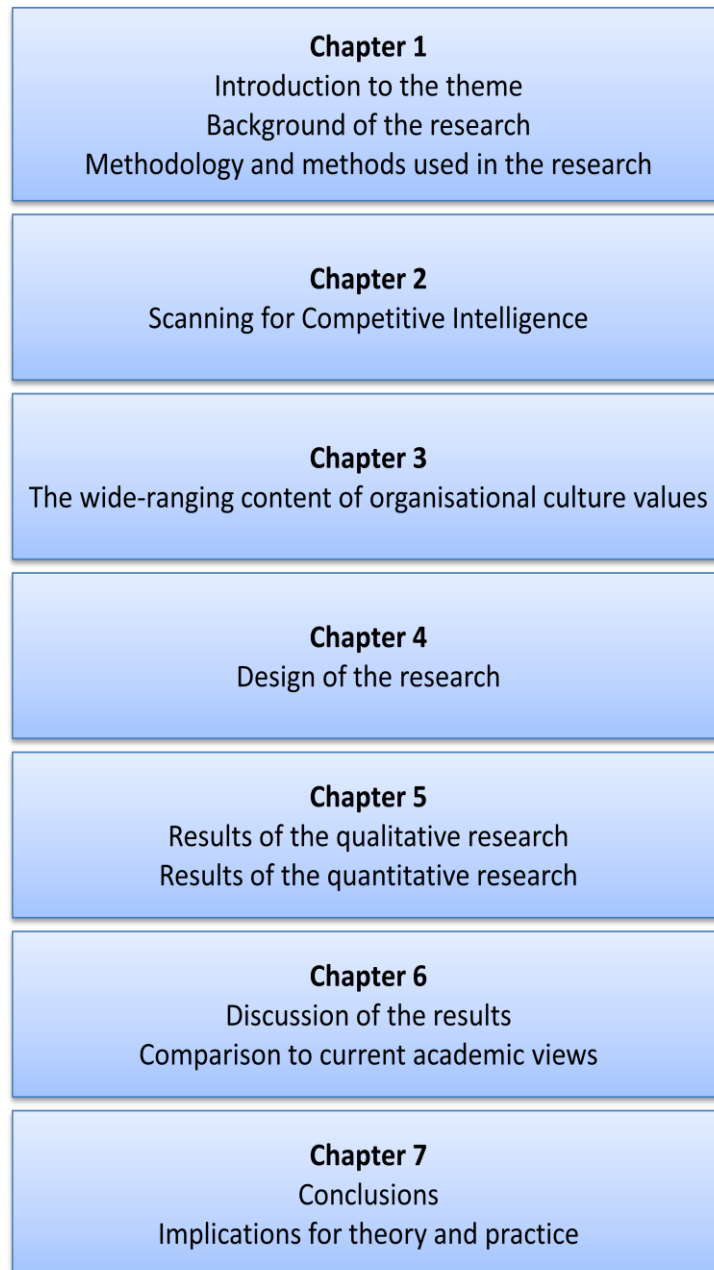 Chapter 1
Introduction to the theme
Background of the research
Methodology and methods used in the research
Chapter 2
Scanning for Competitive Intelligence
Chapter 3
The wide-ranging content of organisational culture values
Chapter 4
Design of the research
Chapter 5
Results of the qualitative research
Results of the quantitative research
Chapter 6
Discussion of the results
Comparison to current academic views
Chapter 7
Conclusions
Implications for theory and practice